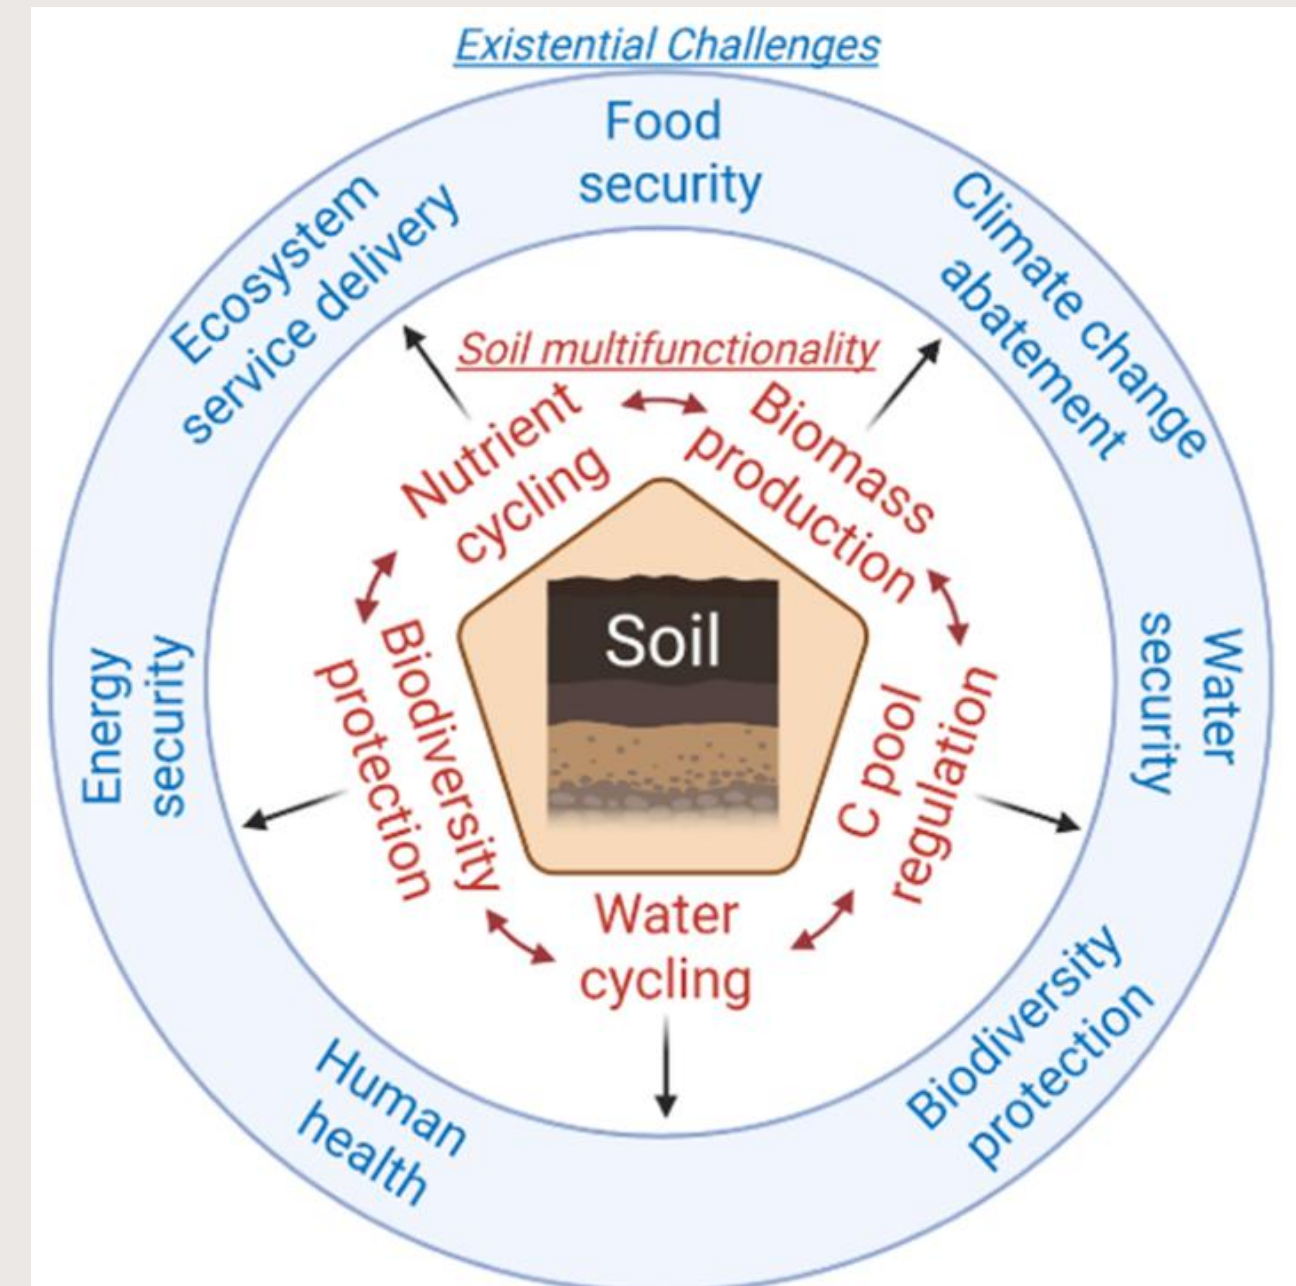 Existential Challenges
Food
security
Climate change
abatement
Water
security
Biodiversity
protection
Human
health
Energy
security
Ecosystem
service delivery
Soil multifunctionality
Nutrient
cycling
Biomass
production
C pool
regulation
Water
cycling
Biodiversity
protection
Soil